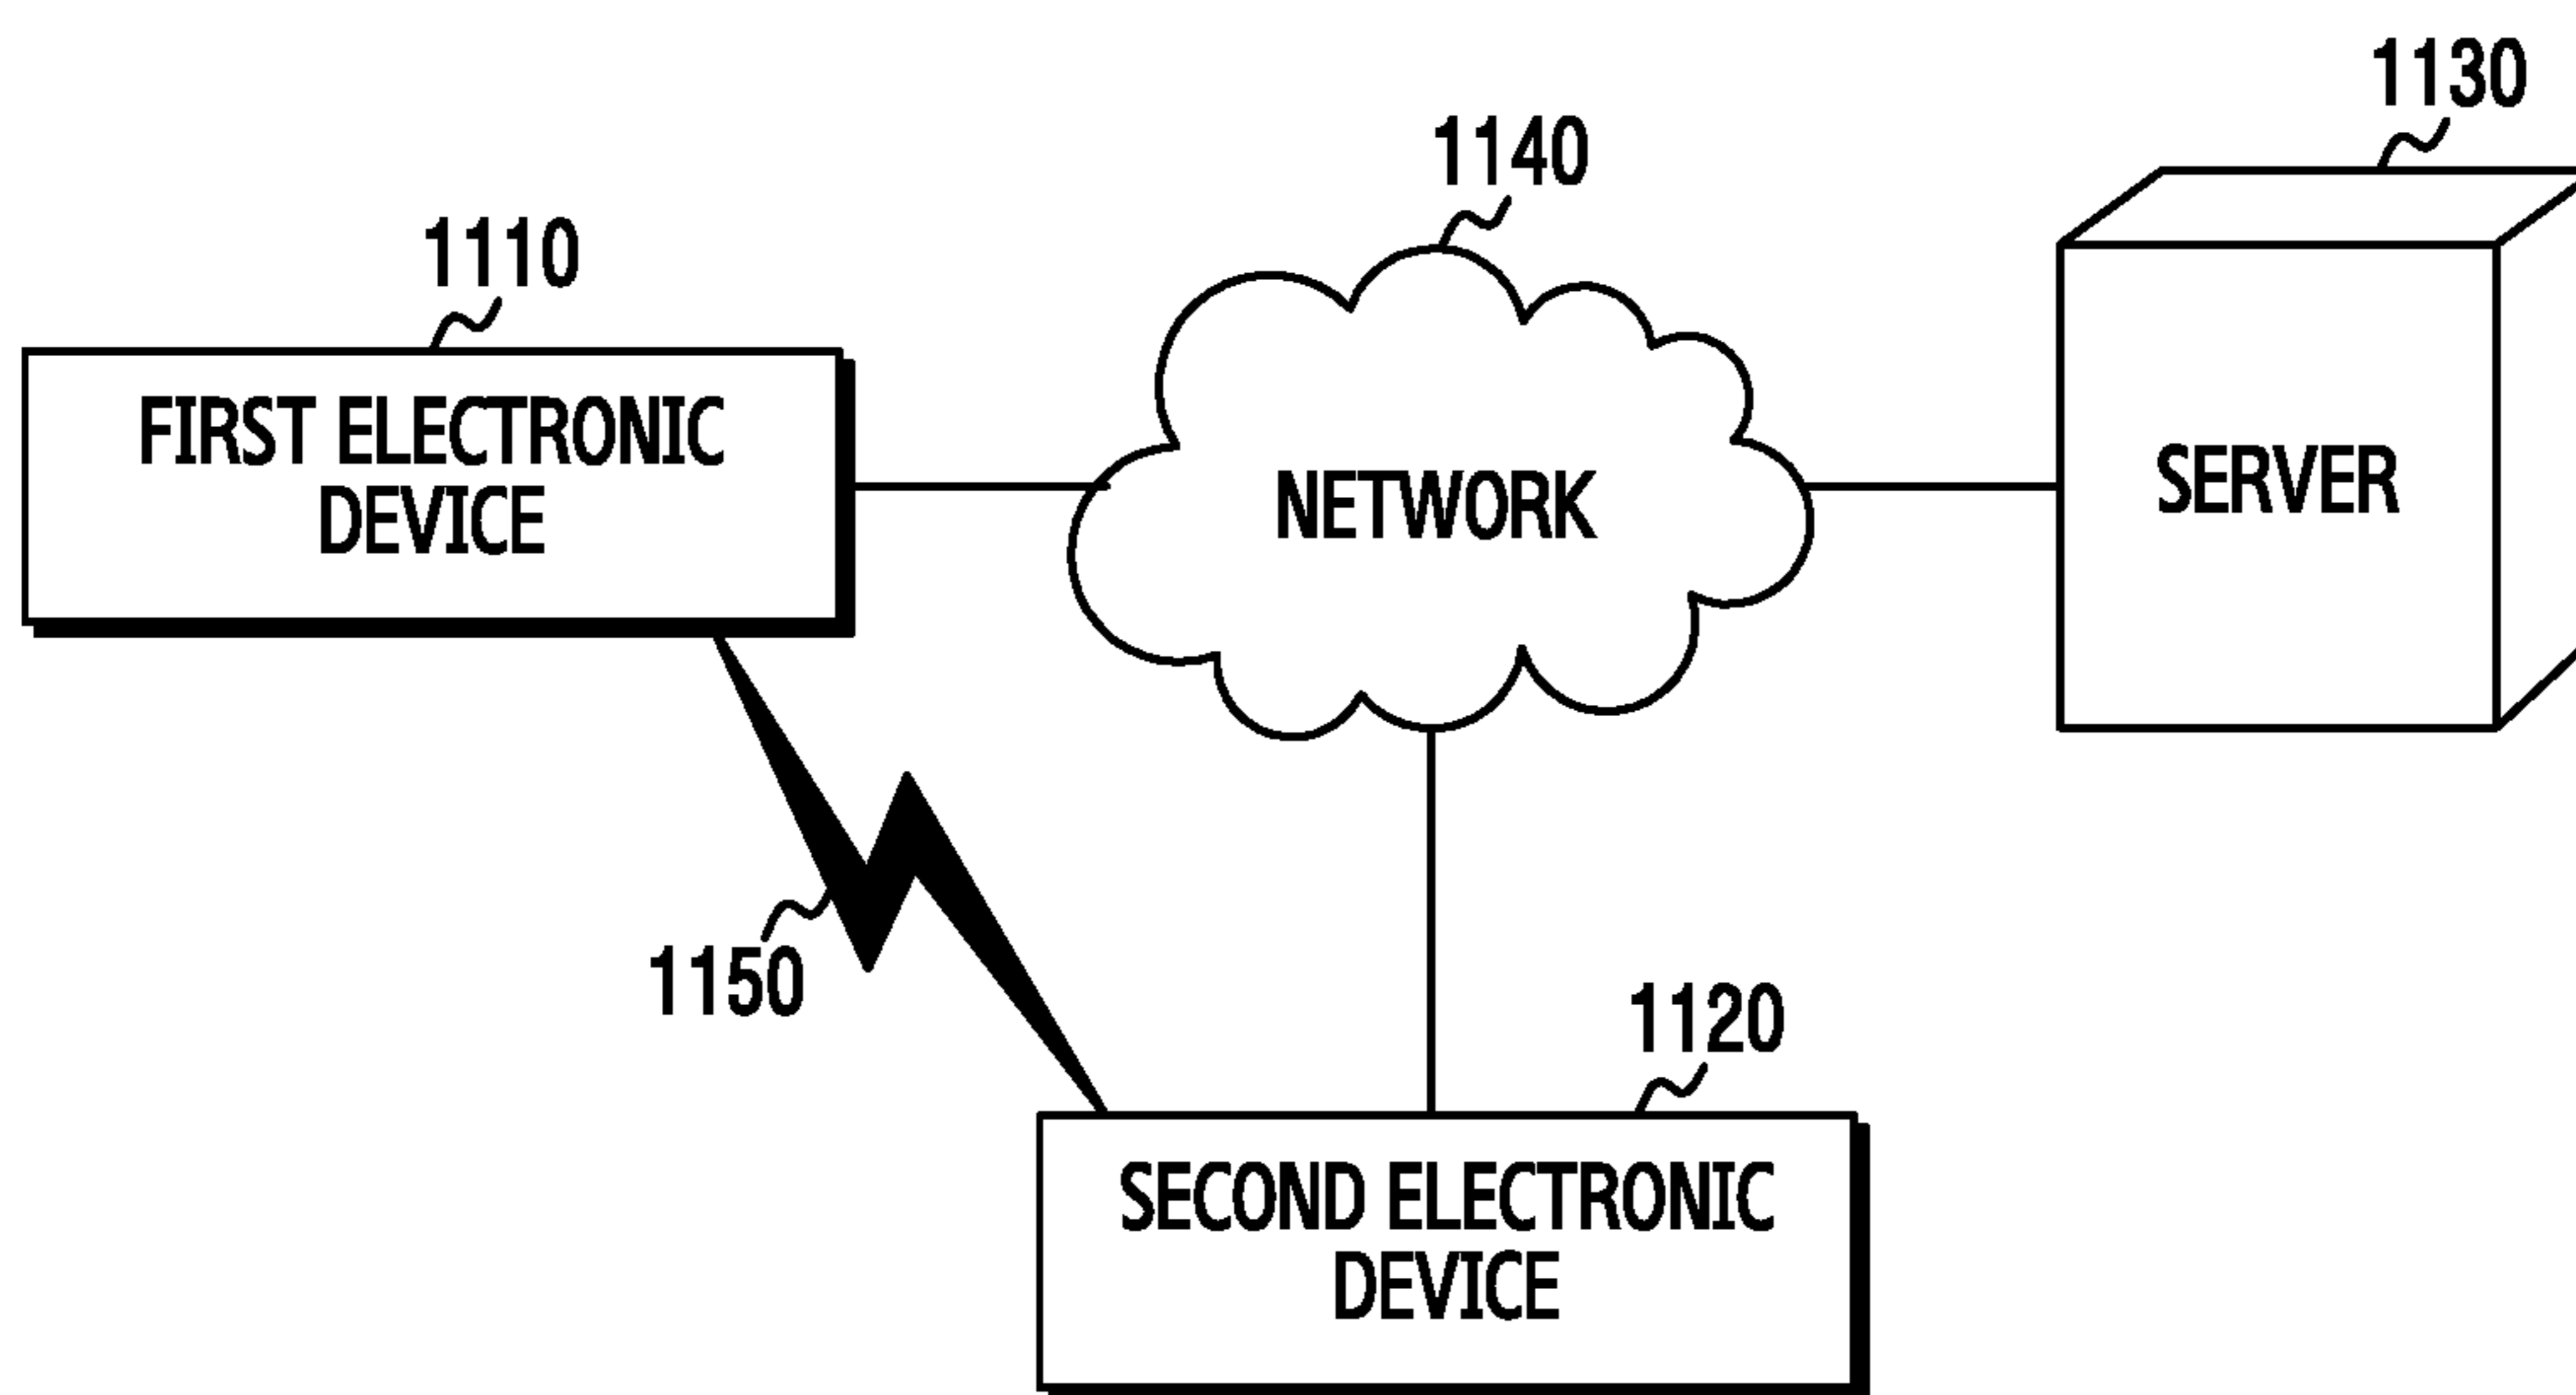 1130
1140
1110
FIRST ELECTRONIC
DEVICE
NETWORK
SERVER
1150
1120
SECOND ELECTRONIC
DEVICE